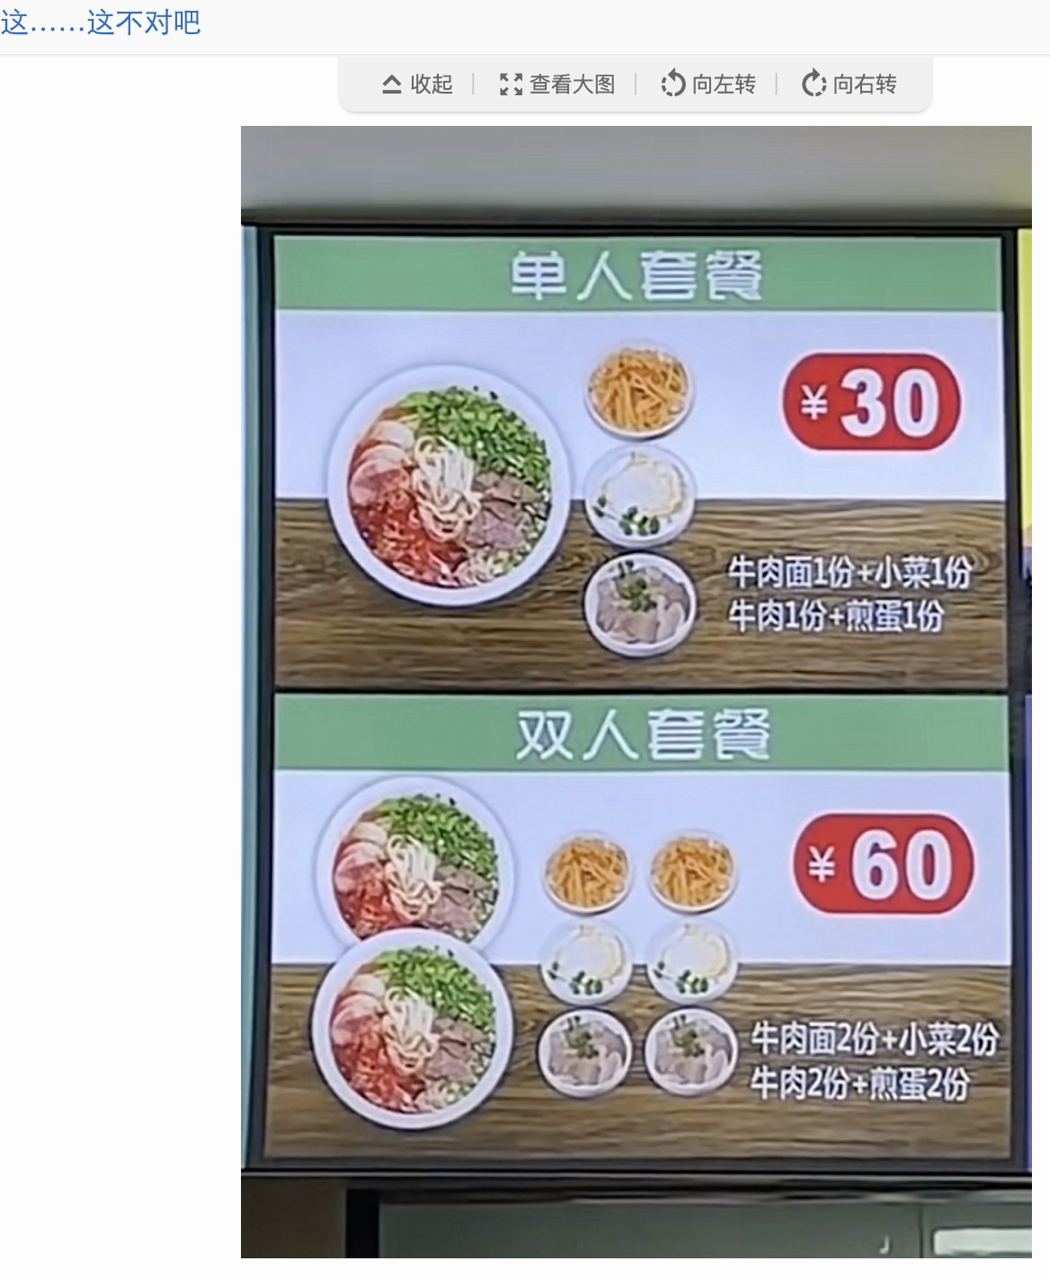 这……这不对吧
收起
查看大图
向左转
向右转
单人套餐
¥30
牛肉面1份+小菜1份
牛肉1份+煎蛋1份
双人套餐
¥60
牛肉面2份+小菜2份
牛肉2份+煎蛋2份